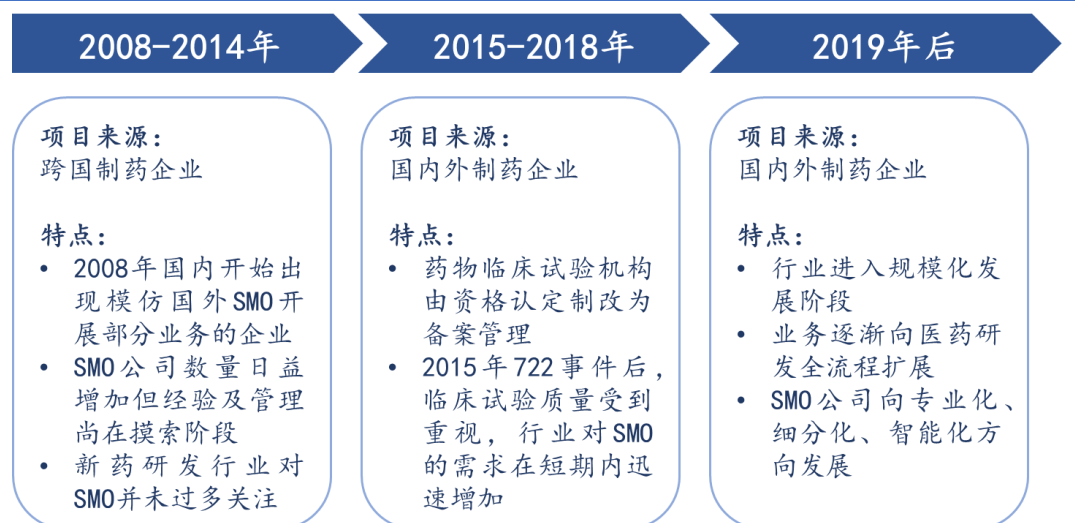 2008-2014年
2015-2018年
2019年后
项目来源:
跨国制药企业
特点:
• 2008年国内开始出
现模仿国外SMO开
展部分业务的企业
• SMO公司数量日益
增加但经验及管理
尚在摸索阶段
• 新药研发行业对
SMO并未过多关注
项目来源:
国内外制药企业
特点:
• 药物临床试验机构
由资格认定制改为
备案管理
• 2015年722事件后,
临床试验质量受到
重视，行业对SMO
的需求在短期内迅
速增加
项目来源:
国内外制药企业
特点:
• 行业进入规模化发
展阶段
• 业务逐渐向医药研
发全流程扩展
• SMO公司向专业化、
细分化、智能化方
向发展